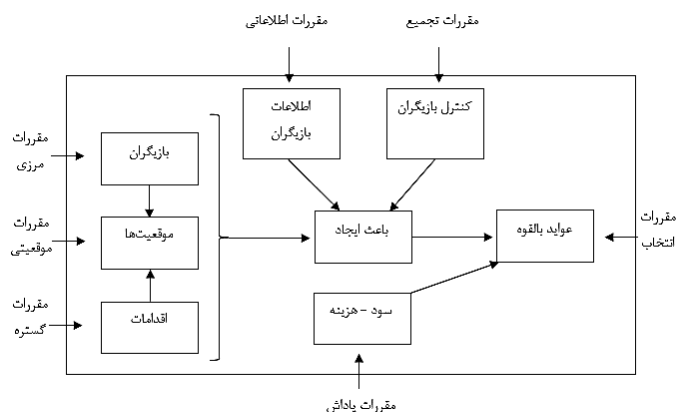 مقررات تجمیع
مقررات اطلاعاتی
کنترل بازیگران
اطلاعات
بازیگران
مقررات
مرزی
بازیگران
مقررات
موقعیتی
موقعیت‌ها
باعث ایجاد
عواید بالقوه
مقررات
انتخاب
مقررات
گستره
اقدامات
سود - هزینه
مقررات پاداش